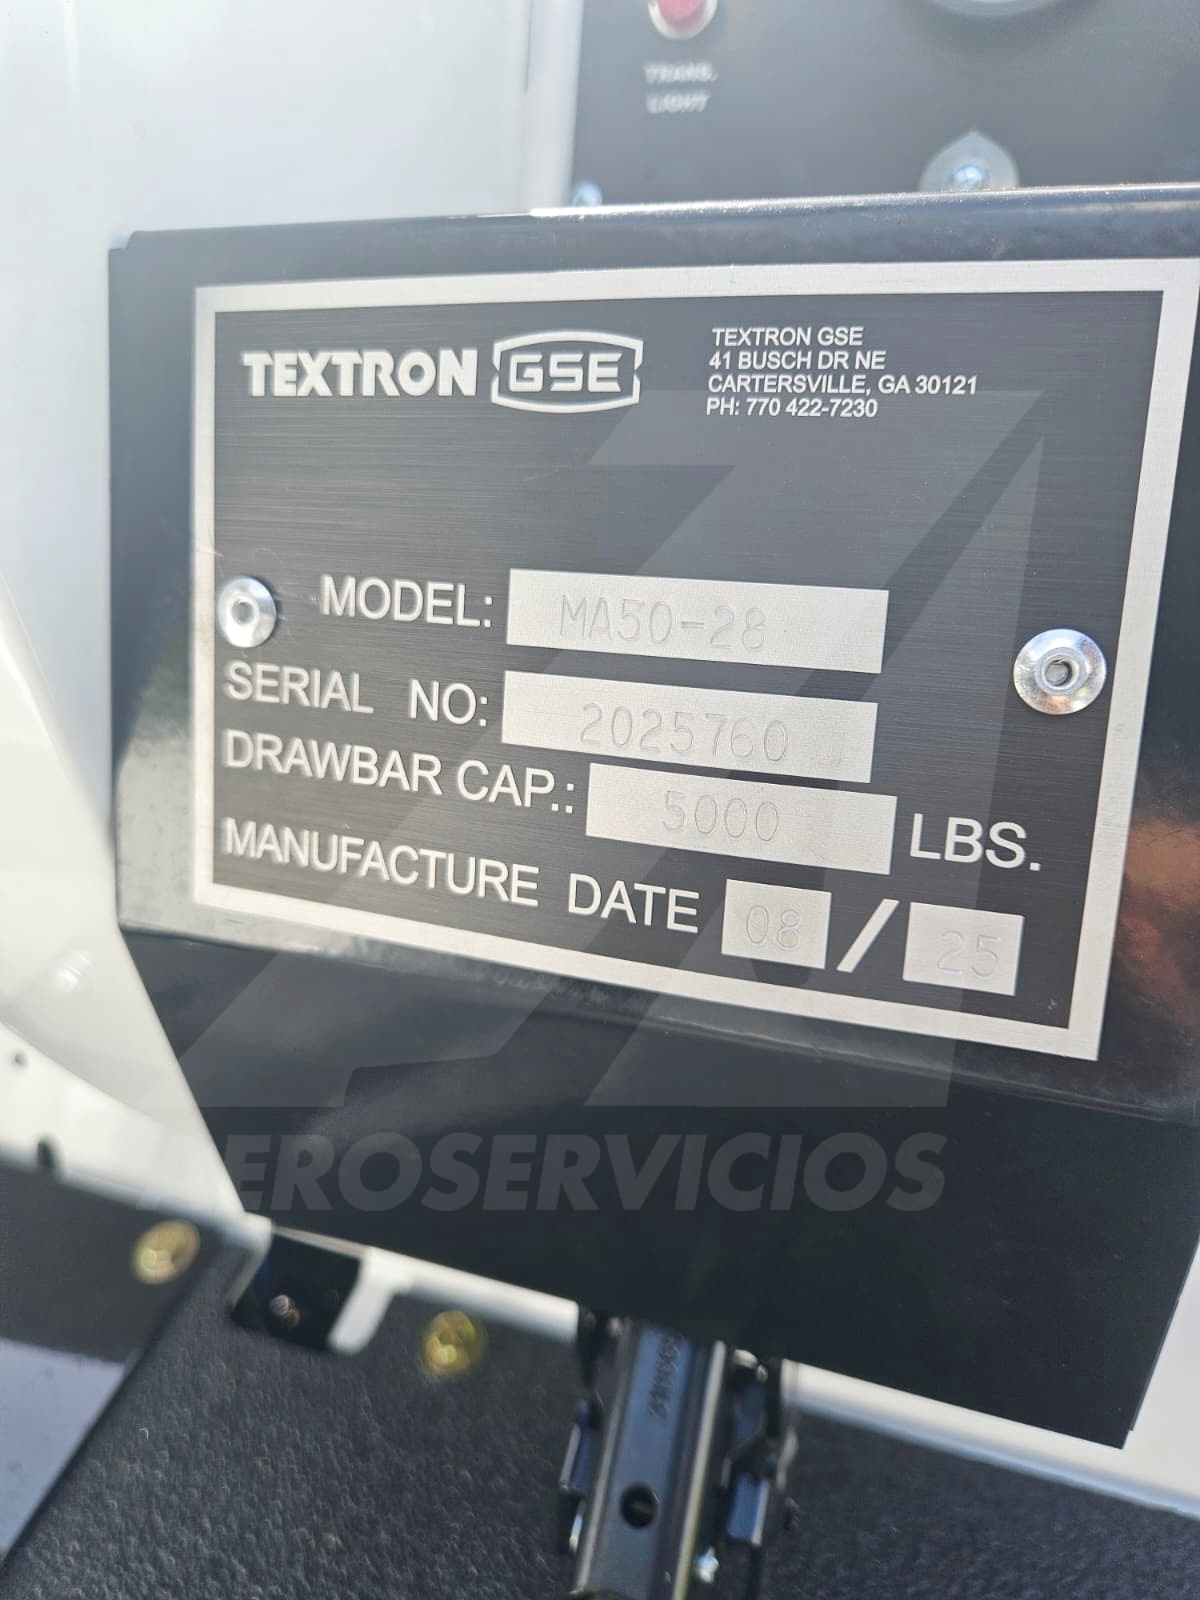 TRANS.
LIGHT
TEXTRON GSE
TEXTRON GSE
41 BUSCH DR NE
CARTERSVILLE, GA 30121
PH: 770 422-7230
MODEL: MA50-28
SERIAL NO: 2025760
DRAWBAR CAP.: 5000 LBS.
MANUFACTURE DATE 08 / 25
AEROSERVICIOS